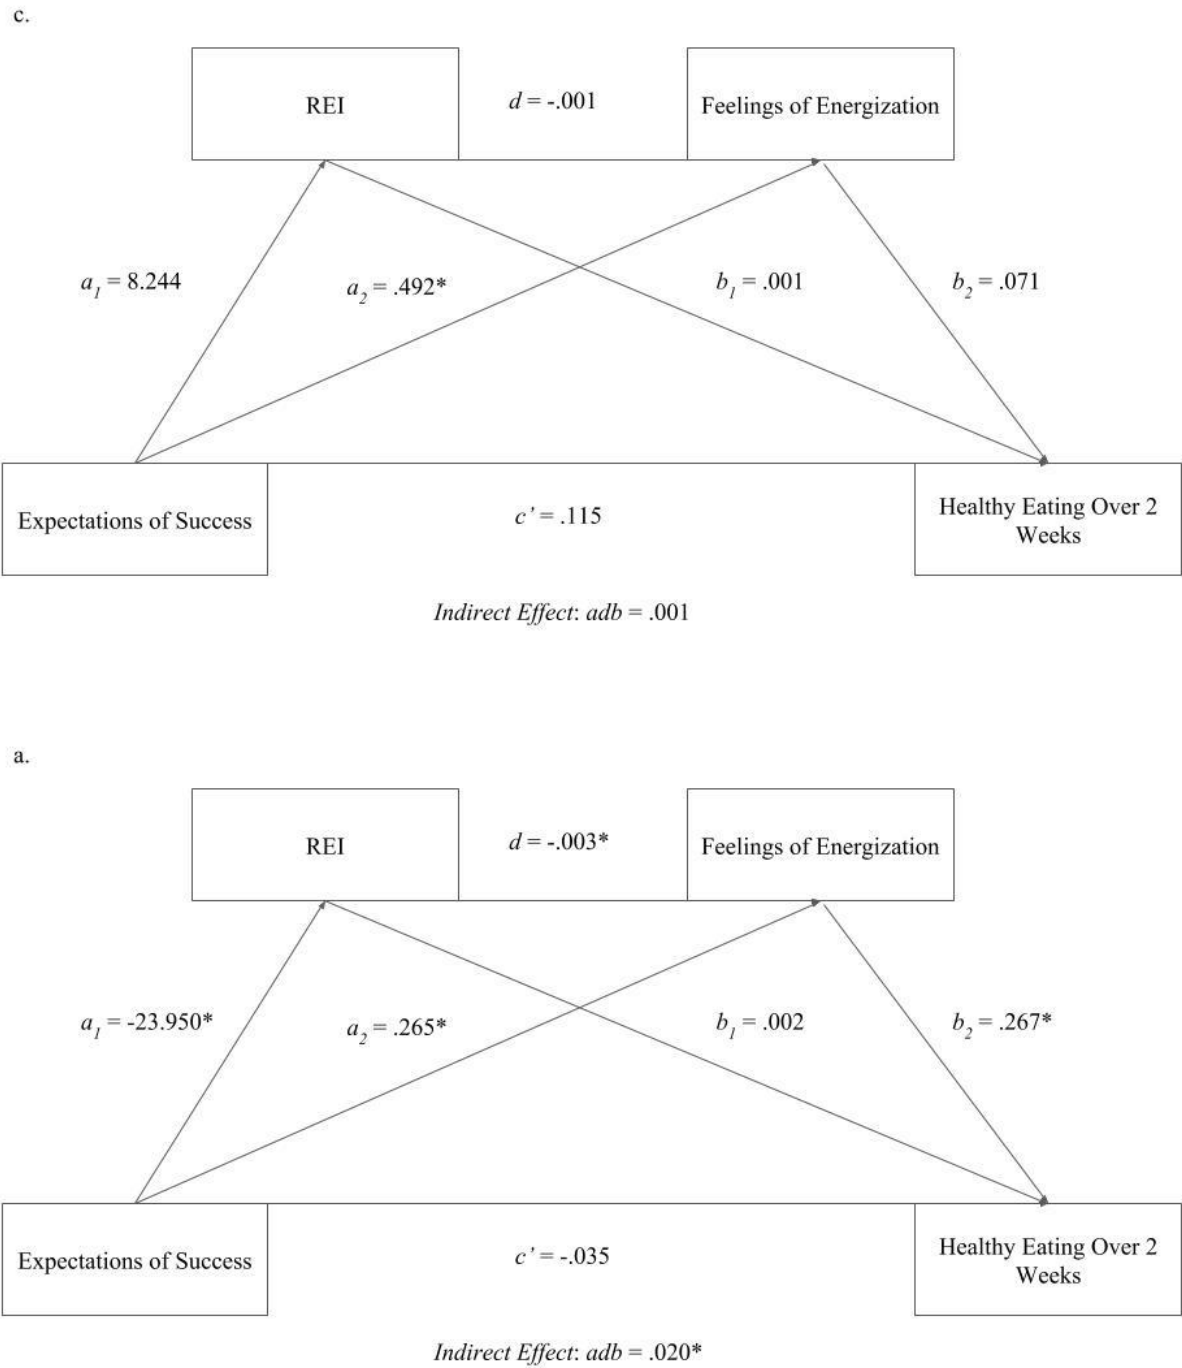 c.
REI
d = -.001
Feelings of Energization
a1 = 8.244
a2 = .492*
b1 = .001
b2 = .071
Expectations of Success
c’ = .115
Healthy Eating Over 2
Weeks
Indirect Effect: adb = .001
a.
REI
d = -.003*
Feelings of Energization
a1 = -23.950*
a2 = .265*
b1 = .002
b2 = .267*
Expectations of Success
c’ = -.035
Healthy Eating Over 2
Weeks
Indirect Effect: adb = .020*